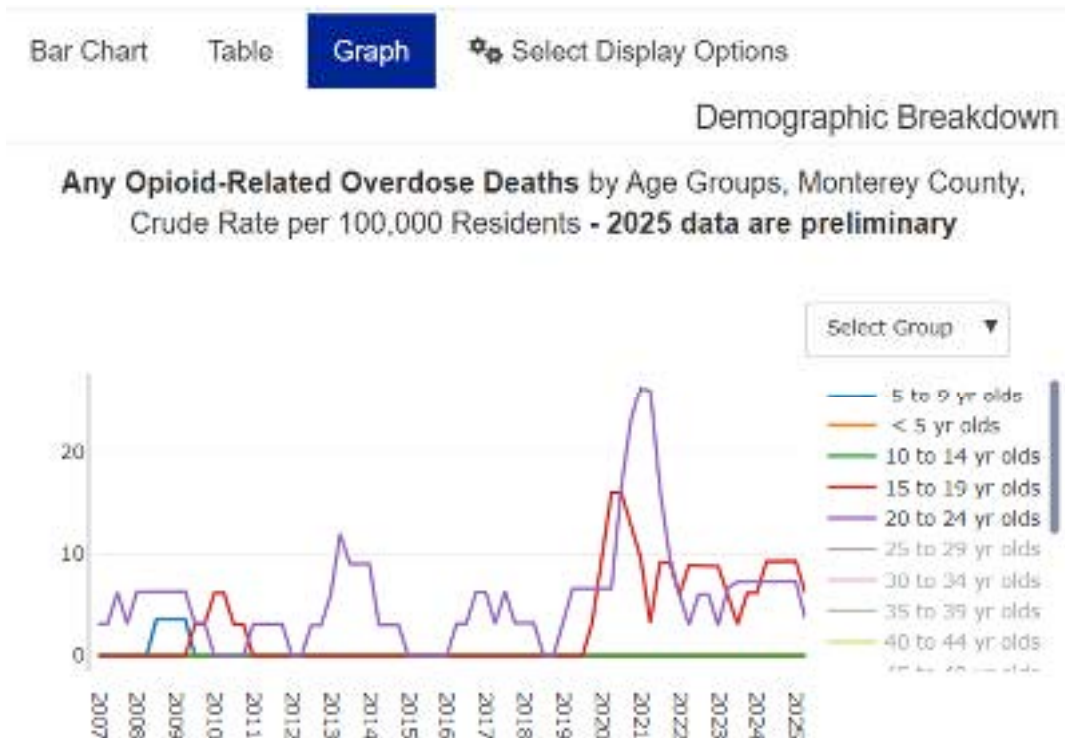 Bar Chart Table Graph Select Display Options
Demographic Breakdown
Any Opioid-Related Overdose Deaths by Age Groups, Monterey County,
Crude Rate per 100,000 Residents - 2025 data are preliminary
Select Group ▼
5 to 9 yr olds
< 5 yr olds
10 to 14 yr olds
15 to 19 yr olds
20 to 24 yr olds
25 to 29 yr olds
30 to 34 yr olds
35 to 39 yr olds
40 to 44 yr olds
20
10
0
2007 2008 2009 2010 2011 2012 2013 2014 2015 2016 2017 2018 2019 2020 2021 2022 2023 2024 2025